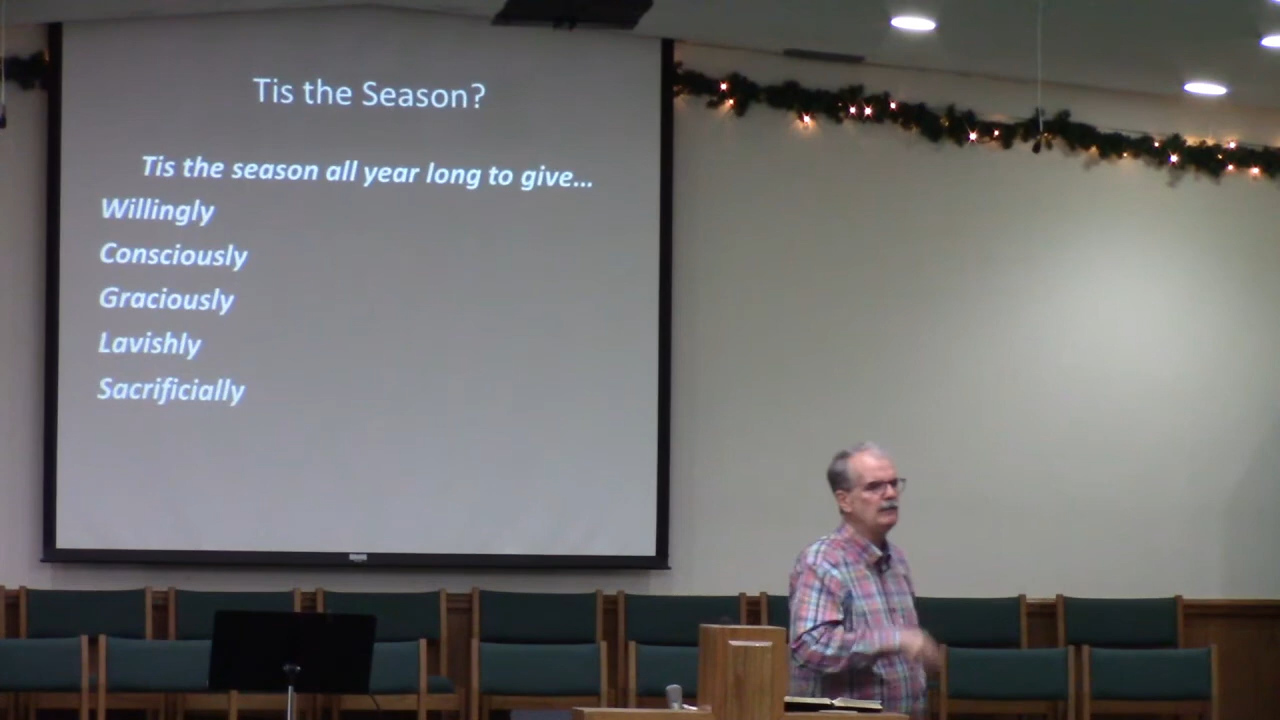 Tis the Season?
Tis the season all year long to give...
Willingly
Consciously
Graciously
Lavishly
Sacrificially